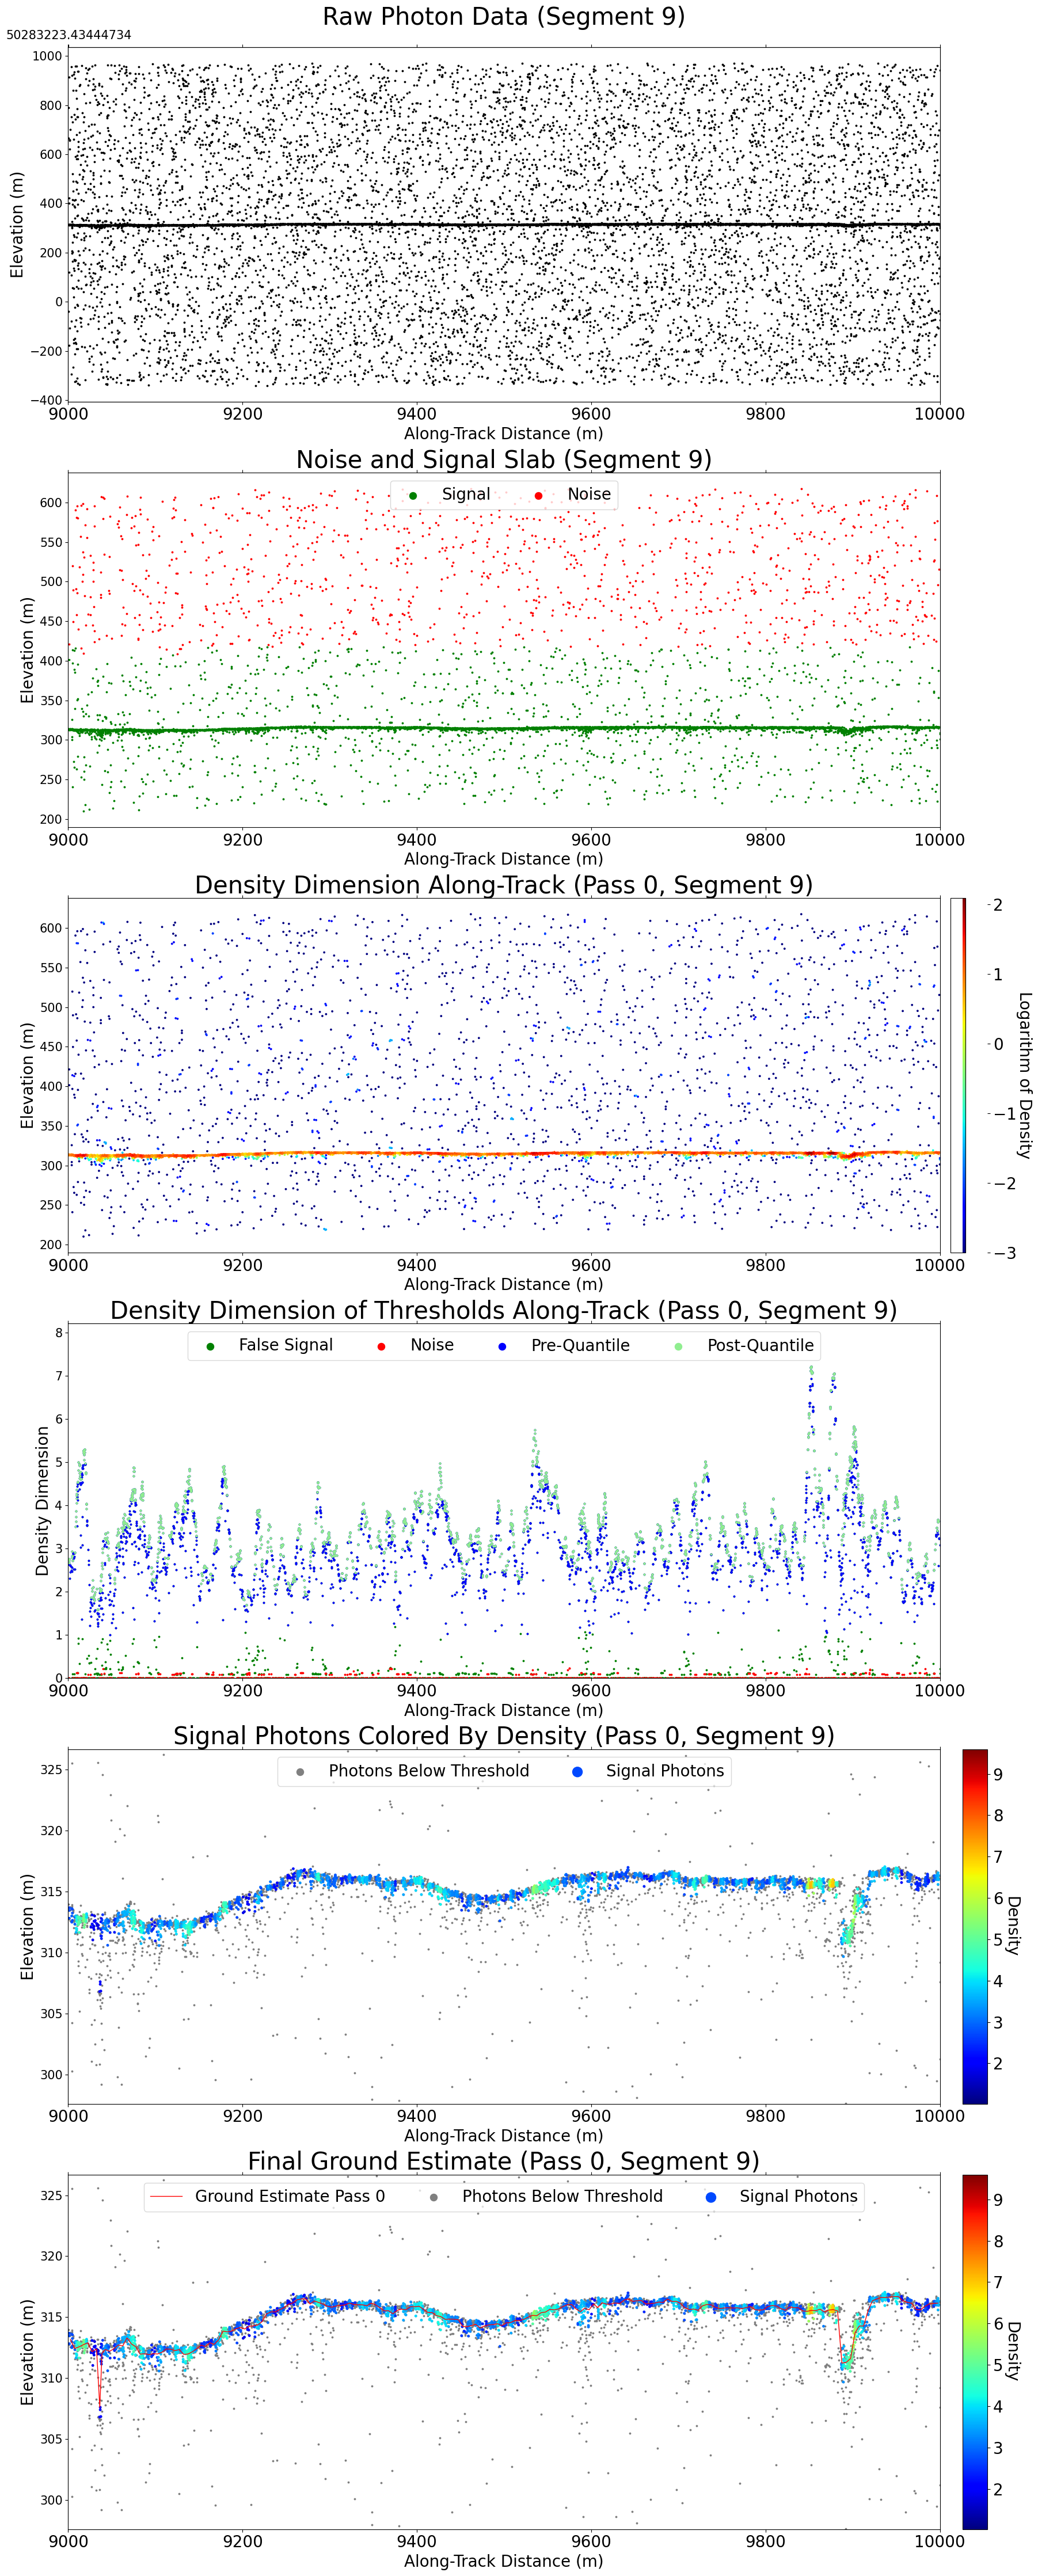 Raw Photon Data (Segment 9)
50283223.43444734
1000
800
600
400
200
0
−200
−400
Elevation (m)
9000 9200 9400 9600 9800 10000
Along-Track Distance (m)
Noise and Signal Slab (Segment 9)
Signal Noise
600
550
500
450
400
350
300
250
200
Elevation (m)
9000 9200 9400 9600 9800 10000
Along-Track Distance (m)
Density Dimension Along-Track (Pass 0, Segment 9)
600
550
500
450
400
350
300
250
200
Elevation (m)
9000 9200 9400 9600 9800 10000
Along-Track Distance (m)
2
1
0
−1
−2
−3
Logarithm of Density
Density Dimension of Thresholds Along-Track (Pass 0, Segment 9)
False Signal Noise Pre-Quantile Post-Quantile
8
7
6
5
4
3
2
1
0
Density Dimension
9000 9200 9400 9600 9800 10000
Along-Track Distance (m)
Signal Photons Colored By Density (Pass 0, Segment 9)
Photons Below Threshold Signal Photons
325
320
315
310
305
300
Elevation (m)
9000 9200 9400 9600 9800 10000
Along-Track Distance (m)
9
8
7
6
5
4
3
2
Density
Final Ground Estimate (Pass 0, Segment 9)
Ground Estimate Pass 0 Photons Below Threshold Signal Photons
325
320
315
310
305
300
Elevation (m)
9000 9200 9400 9600 9800 10000
Along-Track Distance (m)
9
8
7
6
5
4
3
2
Density